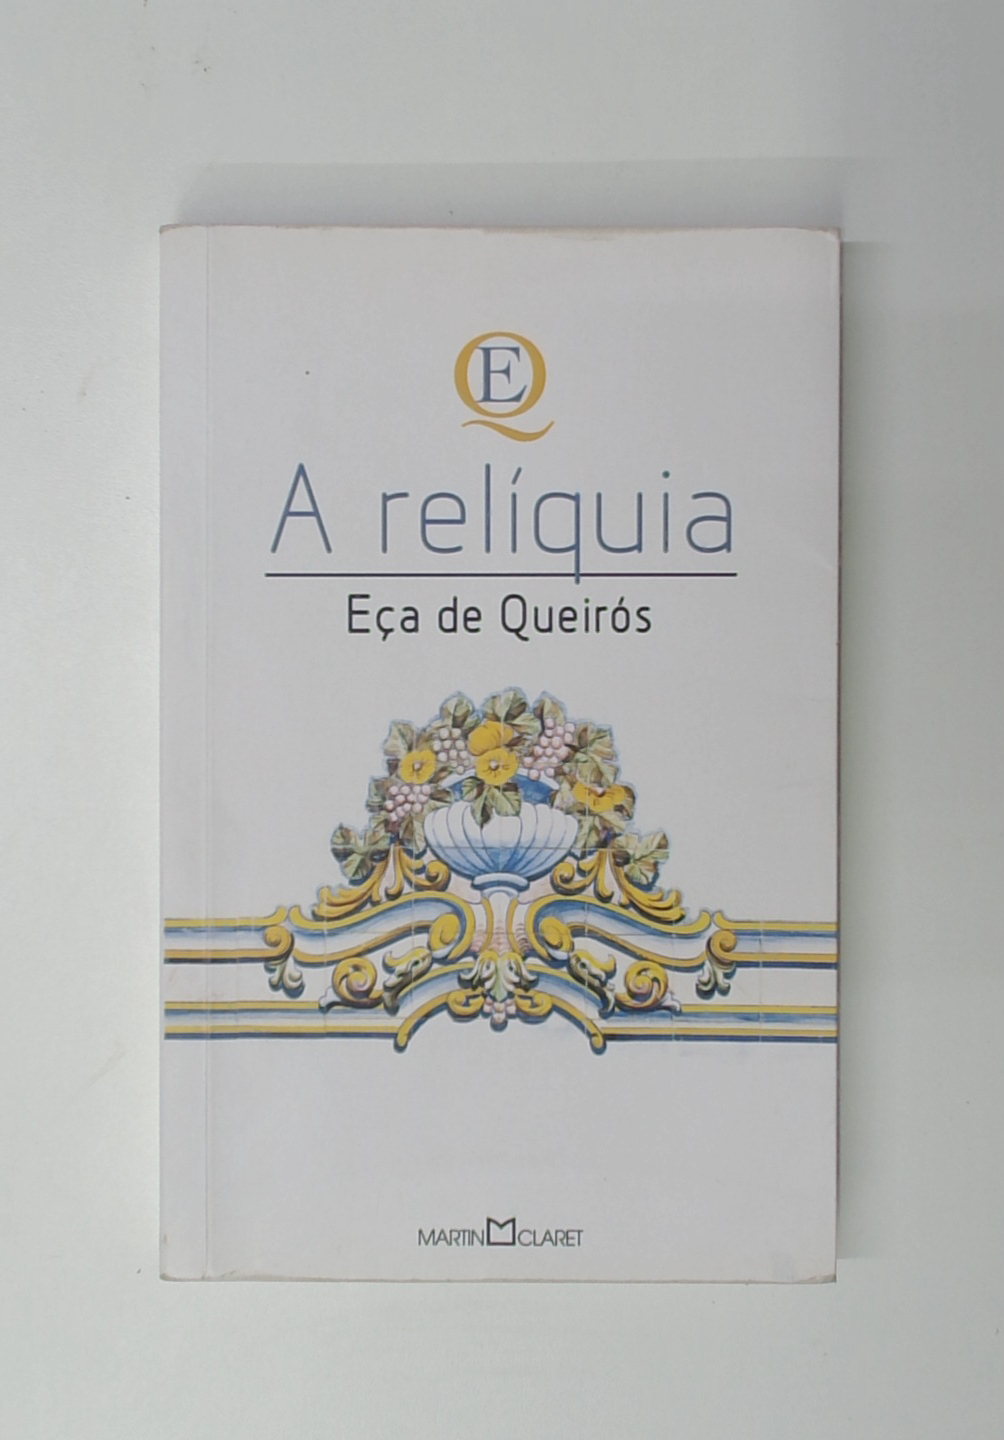 EQ
A relíquia
Eça de Queirós
MARTIN CLARET